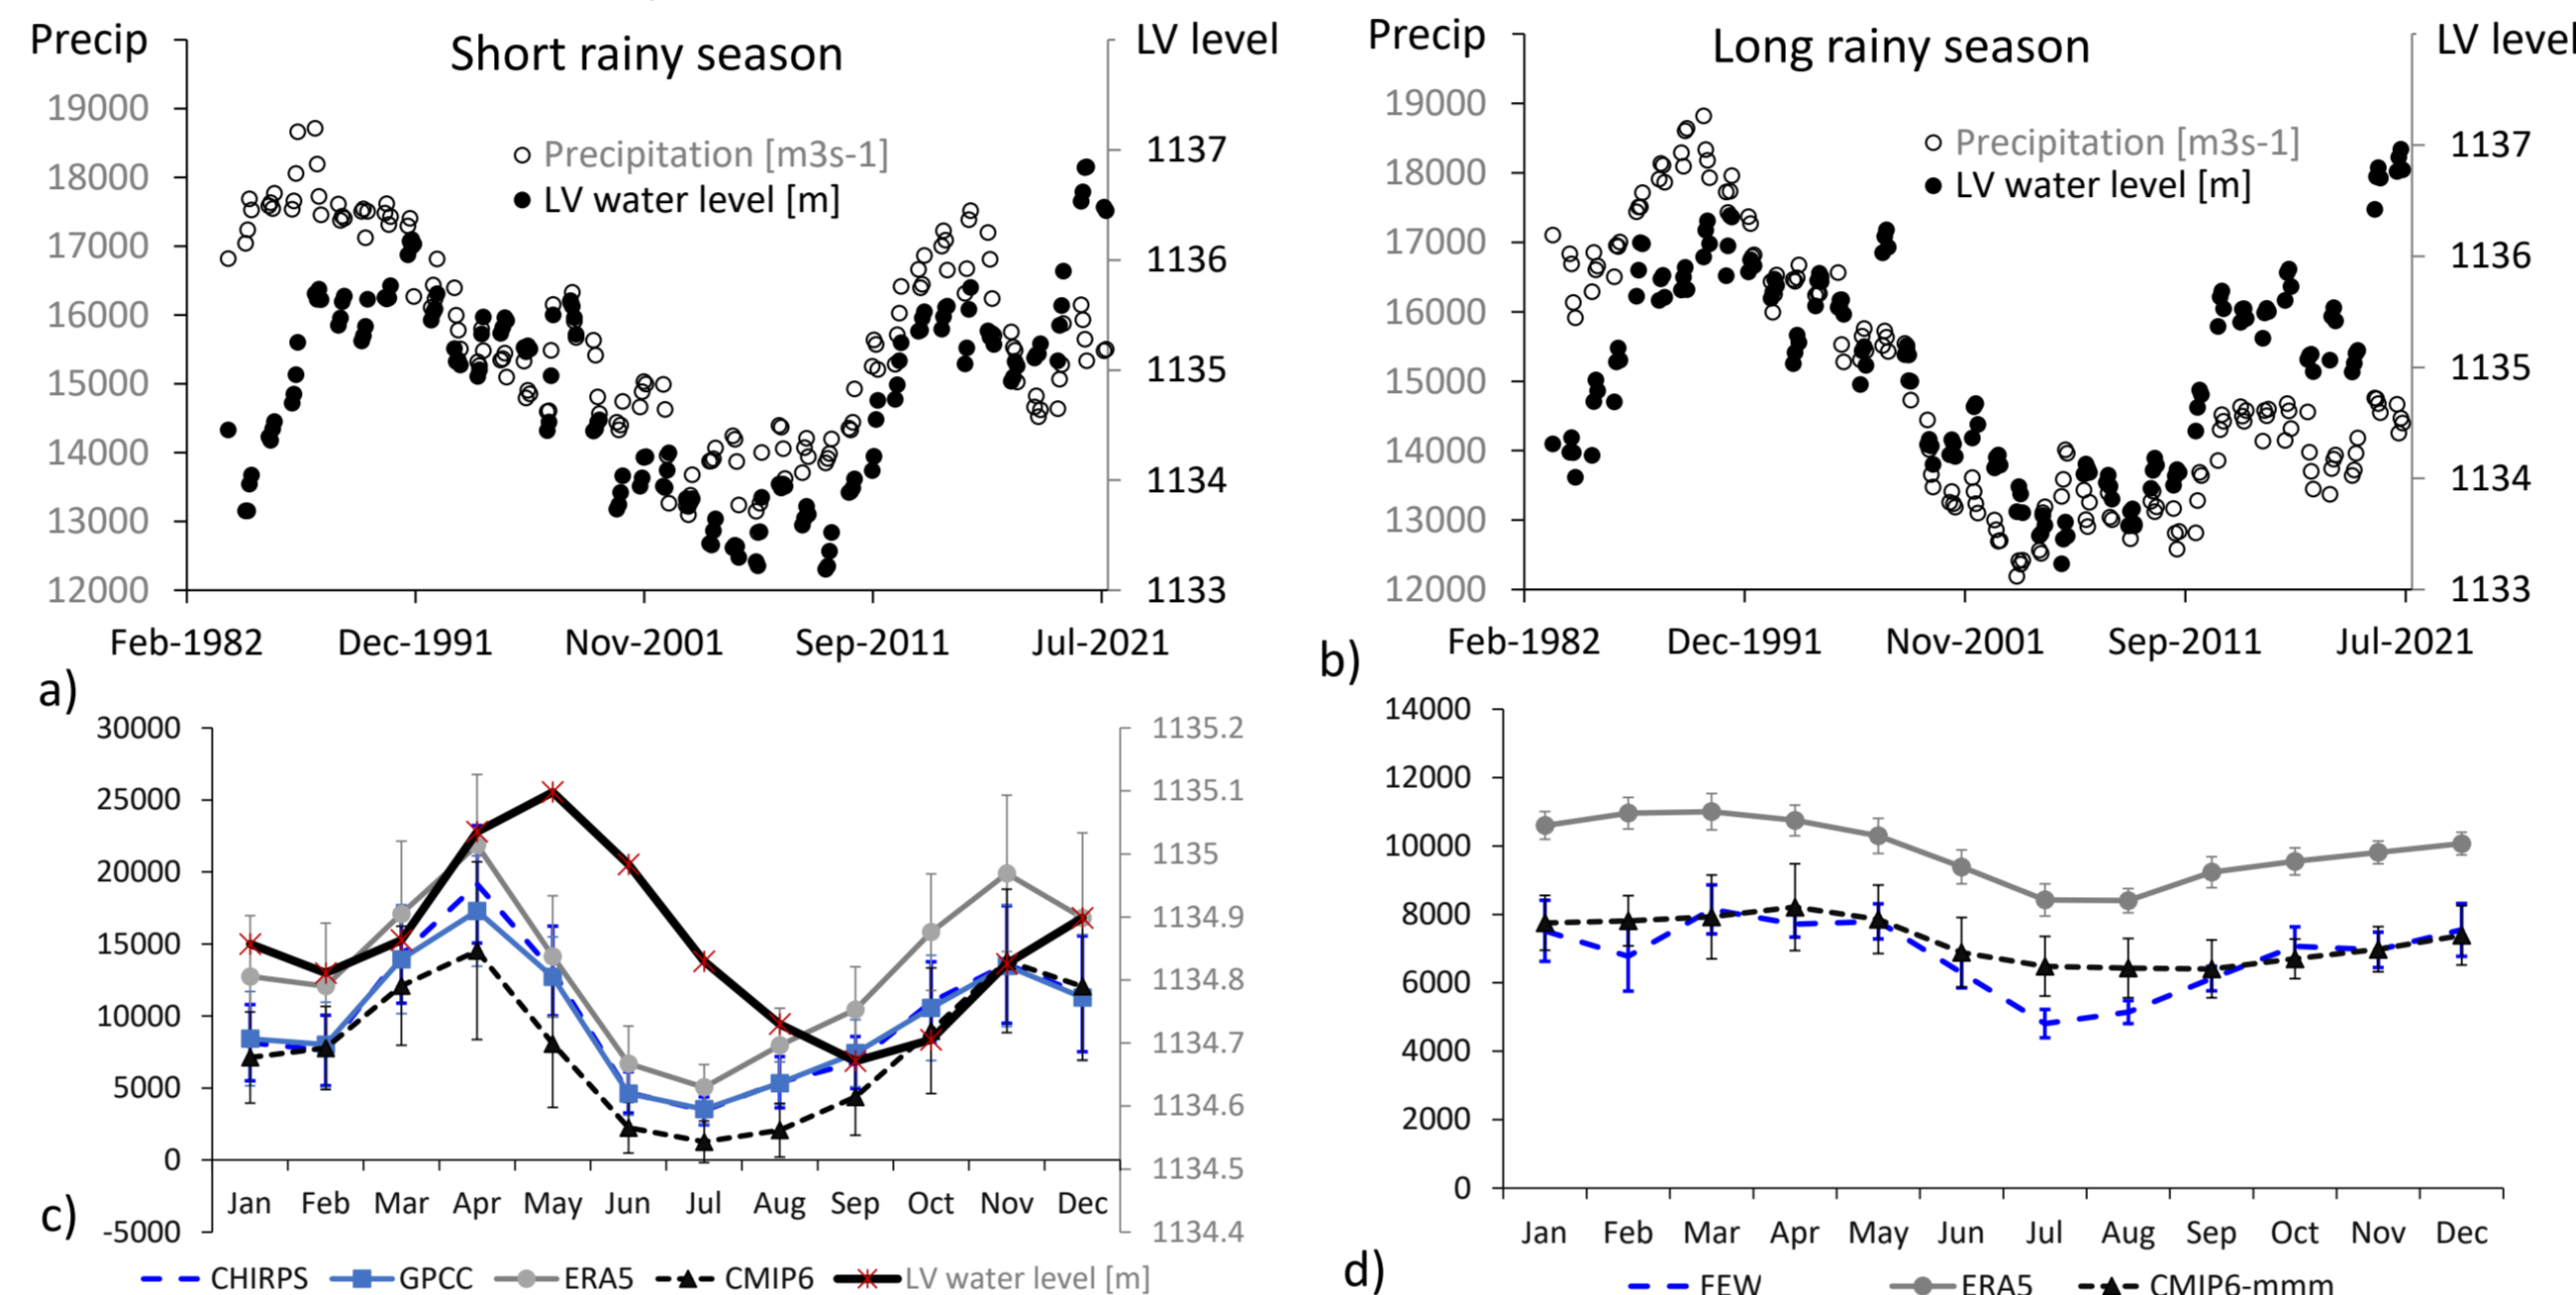 Precip
Short rainy season
LV level
19000
18000
17000
16000
15000
14000
13000
12000
Precipitation [m3s-1]
LV water level [m]
1137
1136
1135
1134
1133
Feb-1982 Dec-1991 Nov-2001 Sep-2011 Jul-2021
a)
Precip
Long rainy season
LV level
19000
18000
17000
16000
15000
14000
13000
12000
Precipitation [m3s-1]
LV water level [m]
1137
1136
1135
1134
1133
Feb-1982 Dec-1991 Nov-2001 Sep-2011 Jul-2021
b)
30000
25000
20000
15000
10000
5000
0
-5000
1135.2
1135.1
1135
1134.9
1134.8
1134.7
1134.6
1134.5
1134.4
Jan Feb Mar Apr May Jun Jul Aug Sep Oct Nov Dec
c)
CHIRPS GPCC ERA5 CMIP6 LV water level [m]
14000
12000
10000
8000
6000
4000
2000
0
Jan Feb Mar Apr May Jun Jul Aug Sep Oct Nov Dec
d)
FEW ERA5 CMIP6-mmm